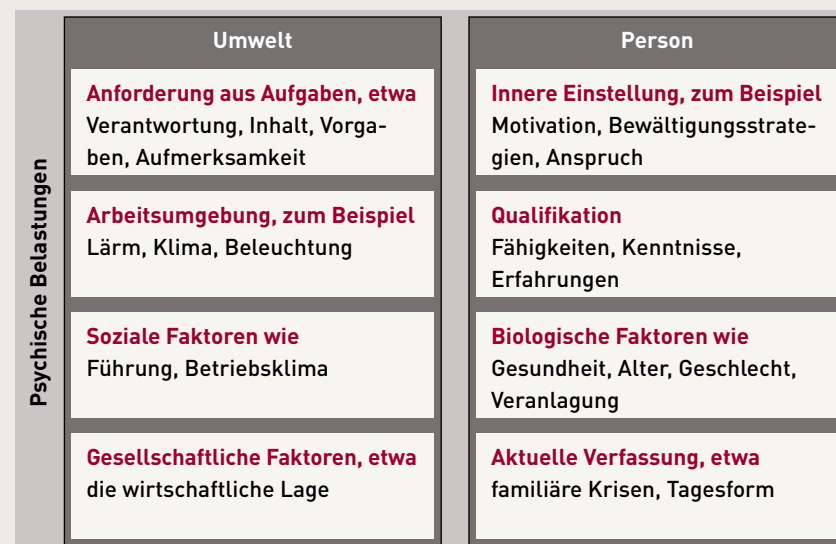 Psychische Belastungen
Umwelt
Anforderung aus Aufgaben, etwa
Verantwortung, Inhalt, Vorga-
ben, Aufmerksamkeit
Arbeitsumgebung, zum Beispiel
Lärm, Klima, Beleuchtung
Soziale Faktoren wie
Führung, Betriebsklima
Gesellschaftliche Faktoren, etwa
die wirtschaftliche Lage
Person
Innere Einstellung, zum Beispiel
Motivation, Bewältigungsstrate-
gien, Anspruch
Qualifikation
Fähigkeiten, Kenntnisse,
Erfahrungen
Biologische Faktoren wie
Gesundheit, Alter, Geschlecht,
Veranlagung
Aktuelle Verfassung, etwa
familiäre Krisen, Tagesform